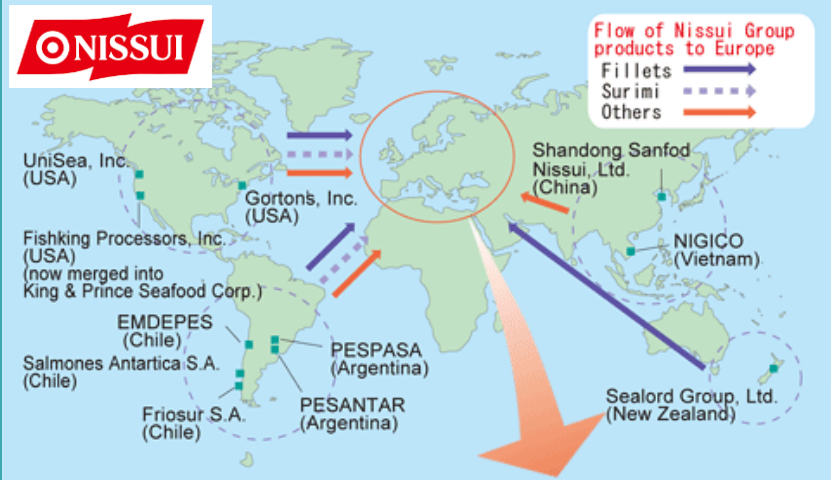 NISSUI
Flow of Nissui Group
products to Europe
Fillets
Surimi
Others
UniSea, Inc.
(USA)
Gorton's, Inc.
(USA)
Fishking Processors, Inc.
(USA)
(now merged into
King & Prince Seafood Corp.)
Shandong Sanfod
Nissui, Ltd.
(China)
NIGICO
(Vietnam)
EMDEPES
(Chile)
Salmones Antartica S.A.
(Chile)
Friosur S.A.
(Chile)
PESPASA
(Argentina)
PESANTAR
(Argentina)
Sealord Group, Ltd.
(New Zealand)